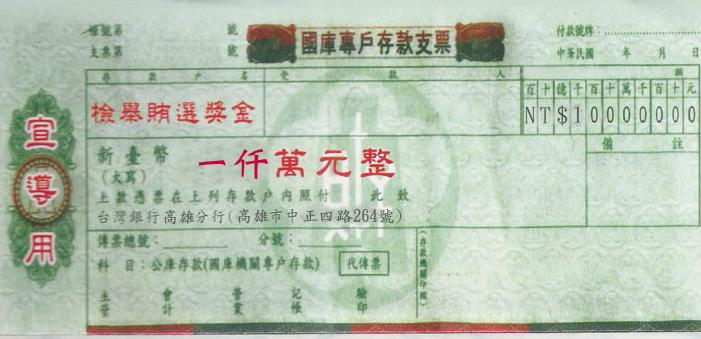 帳號第 號
國庫專戶存款支票
付款號牌：
支票第 號
中華民國 年 月 日
存款戶名
受款人
額
百十億千百十萬千百十元
檢舉賄選獎金
NT$10000000
備註
新臺幣
(大寫)
一仟萬元整
上款憑票在上列存款戶內照付 此致
台灣銀行高雄分行(高雄市中正四路264號)
傳票總號：
分號：
科 目：公庫存款(國庫機關專戶存款)
代傳票
(存款機關印鑑)
主管
會計
營業
記帳
驗印
宣導用